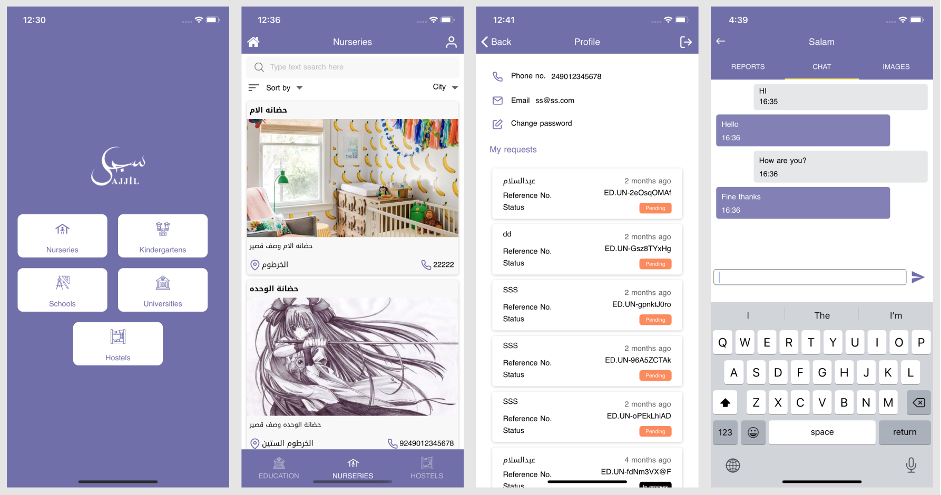 12:30
سجل
SAJJIL
Nurseries
Kindergartens
Schools
Universities
Hostels
12:36
Nurseries
Type text search here
Sort by
City
حضانه الام
حضانه الام وصف قصير
الخرطوم
22222
حضانة الوحده
حضانة الوحده وصف قصير
الخرطوم الستين
9249012345678
EDUCATION
NURSERIES
HOSTELS
12:41
Back
Profile
Phone no. 249012345678
Email ss@ss.com
Change password
My requests
عبدالسلام
2 months ago
Reference No.
ED.UN-2eOsqOMAf
Status
Pending
dd
2 months ago
Reference No.
ED.UN-Gsz8TYxHg
Status
Pending
SSS
2 months ago
Reference No.
ED.UN-gpnktJ0ro
Status
Pending
SSS
2 months ago
Reference No.
ED.UN-96A5ZCTAk
Status
Pending
SSS
2 months ago
Reference No.
ED.UN-oPEkLhiAD
Status
Pending
عبدالسلام
4 months ago
Reference No.
ED.UN-fdNm3VX@F
Status
4:39
Salam
REPORTS
CHAT
IMAGES
HI
16:35
Hello
16:36
How are you?
16:36
Fine thanks
16:36
I
The
I'm
Q W E R T Y U I O P
A S D F G H J K L
Z X C V B N M
123
space
return